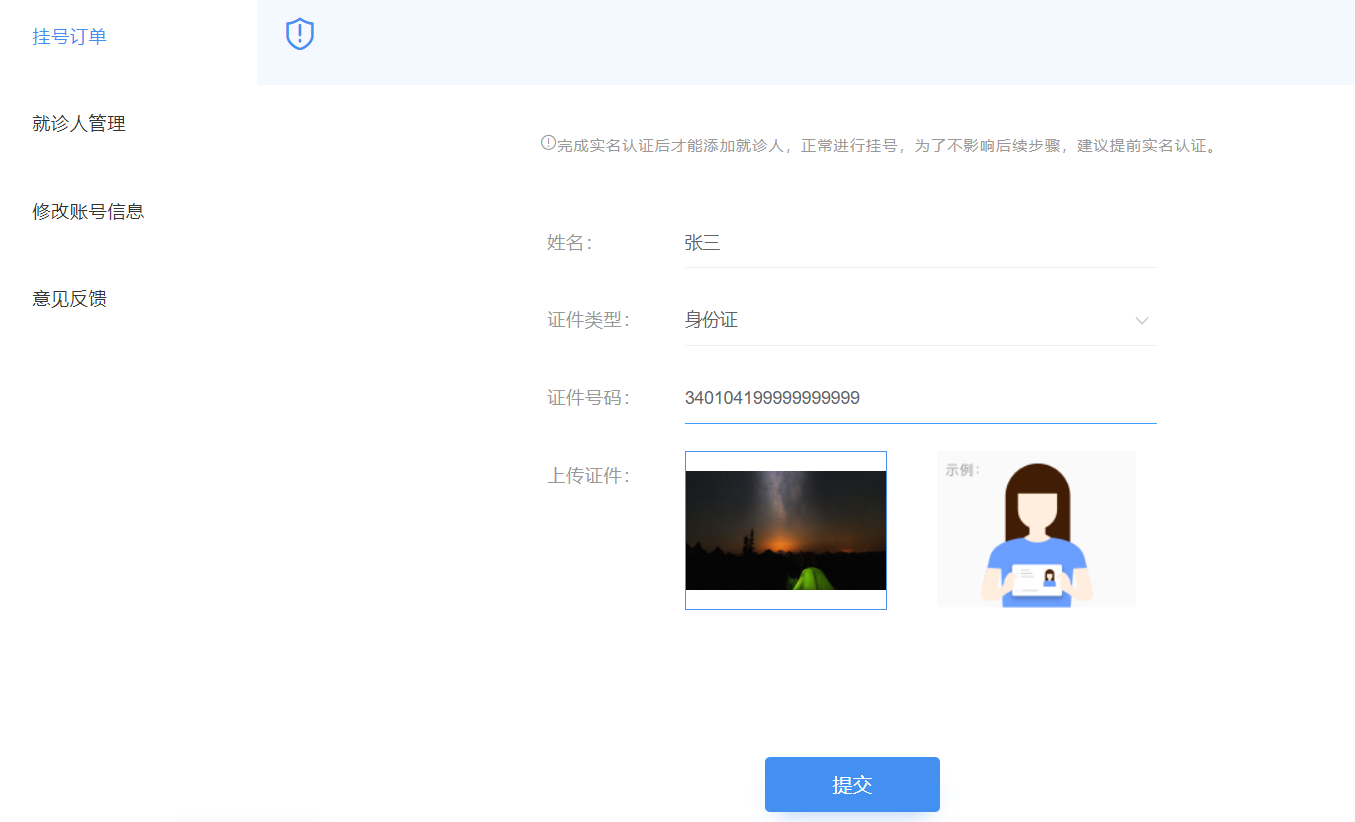 挂号订单
就诊人管理
修改账号信息
意见反馈
完成实名认证后才能添加就诊人，正常进行挂号，为了不影响后续步骤，建议提前实名认证。
姓名： 张三
证件类型： 身份证
证件号码： 340104199999999999
上传证件：
示例：
提交